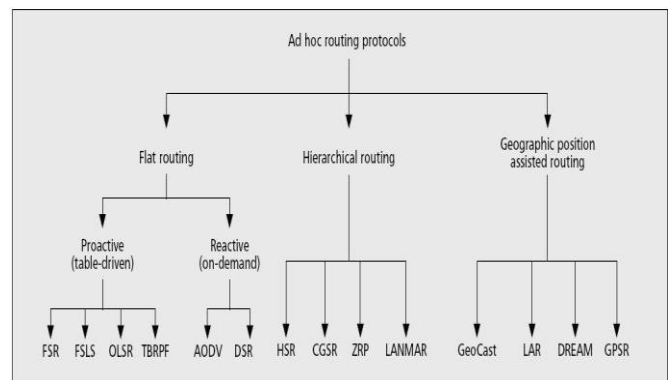 Ad hoc routing protocols
Flat routing
Hierarchical routing
Geographic position
assisted routing
Proactive
(table-driven)
Reactive
(on-demand)
FSR FSLS OLSR TBRPF AODV DSR HSR CGSR ZRP LANMAR GeoCast LAR DREAM GPSR